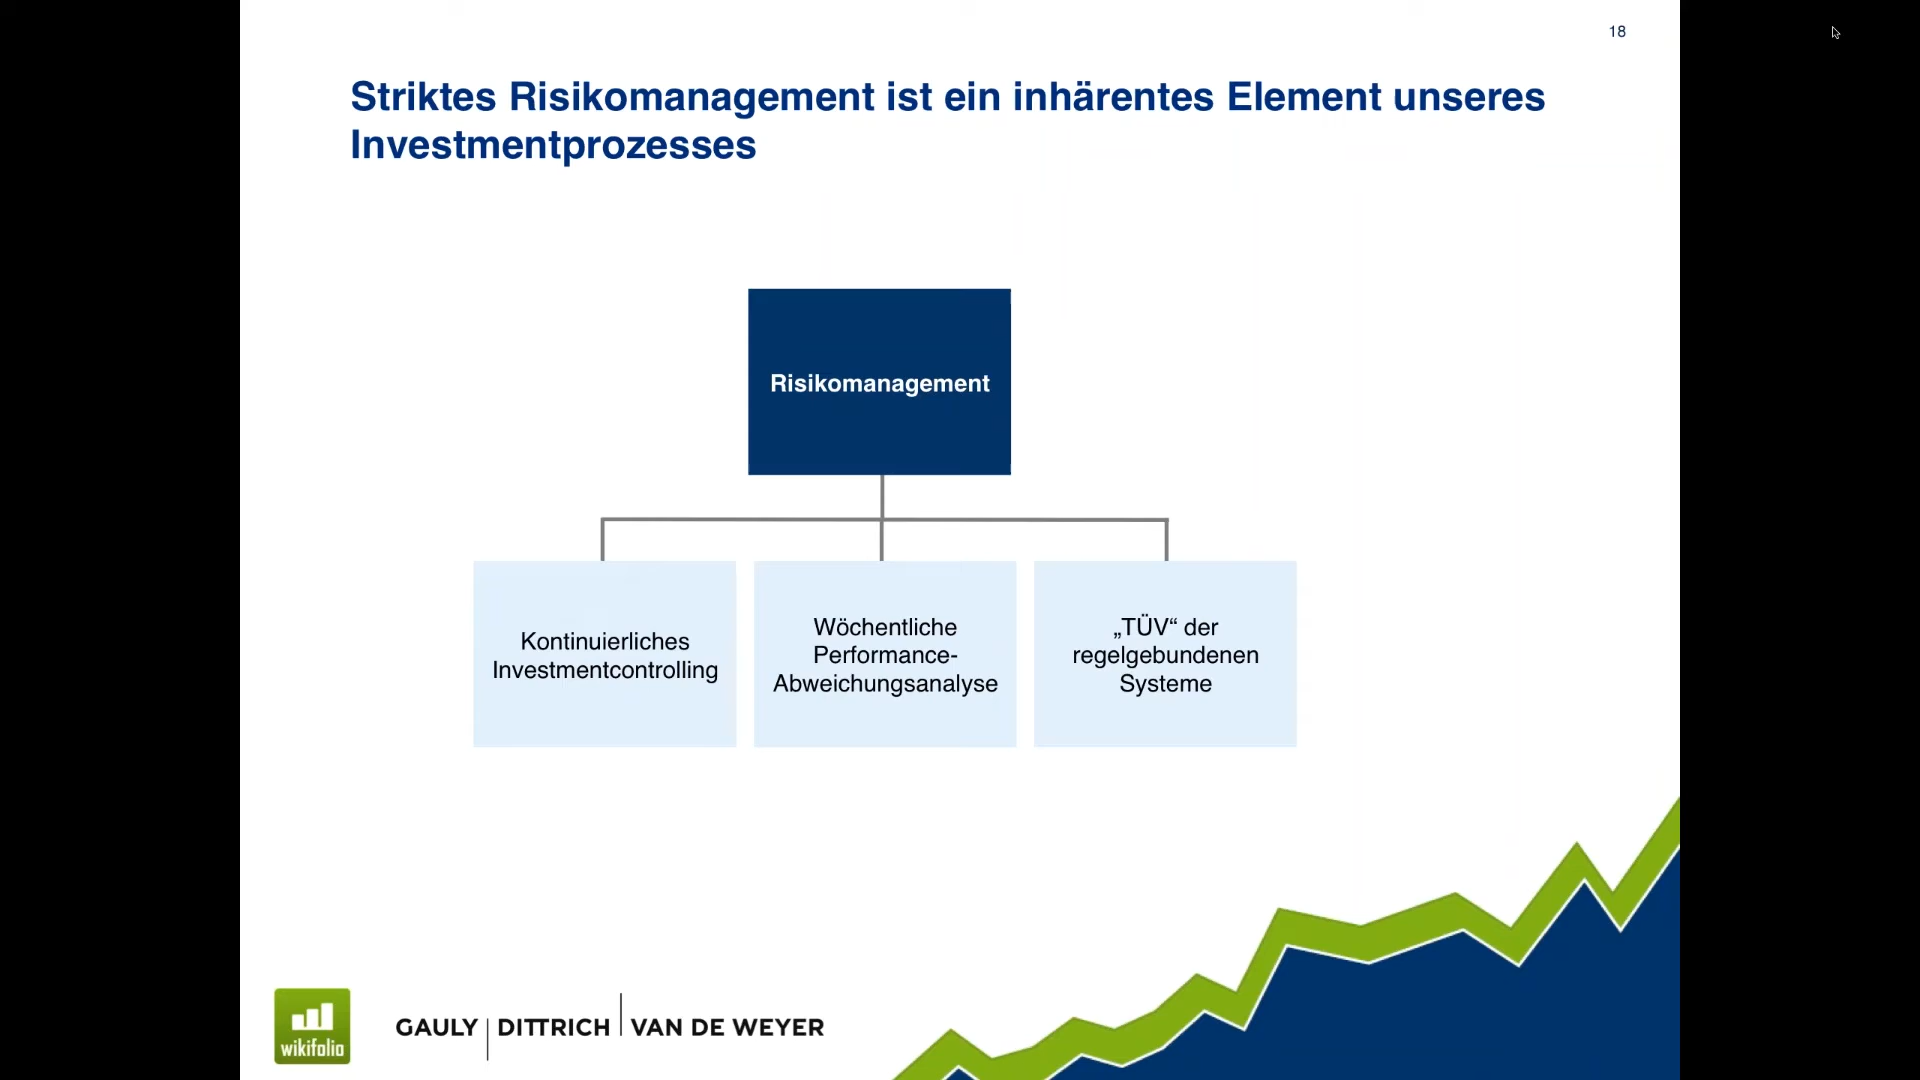 18
Striktes Risikomanagement ist ein inhärentes Element unseres
Investmentprozesses
Risikomanagement
Kontinuierliches
Investmentcontrolling
Wöchentliche
Performance-
Abweichungsanalyse
„TÜV“ der
regelgebundenen
Systeme
wikifolio
GAULY | DITTRICH | VAN DE WEYER